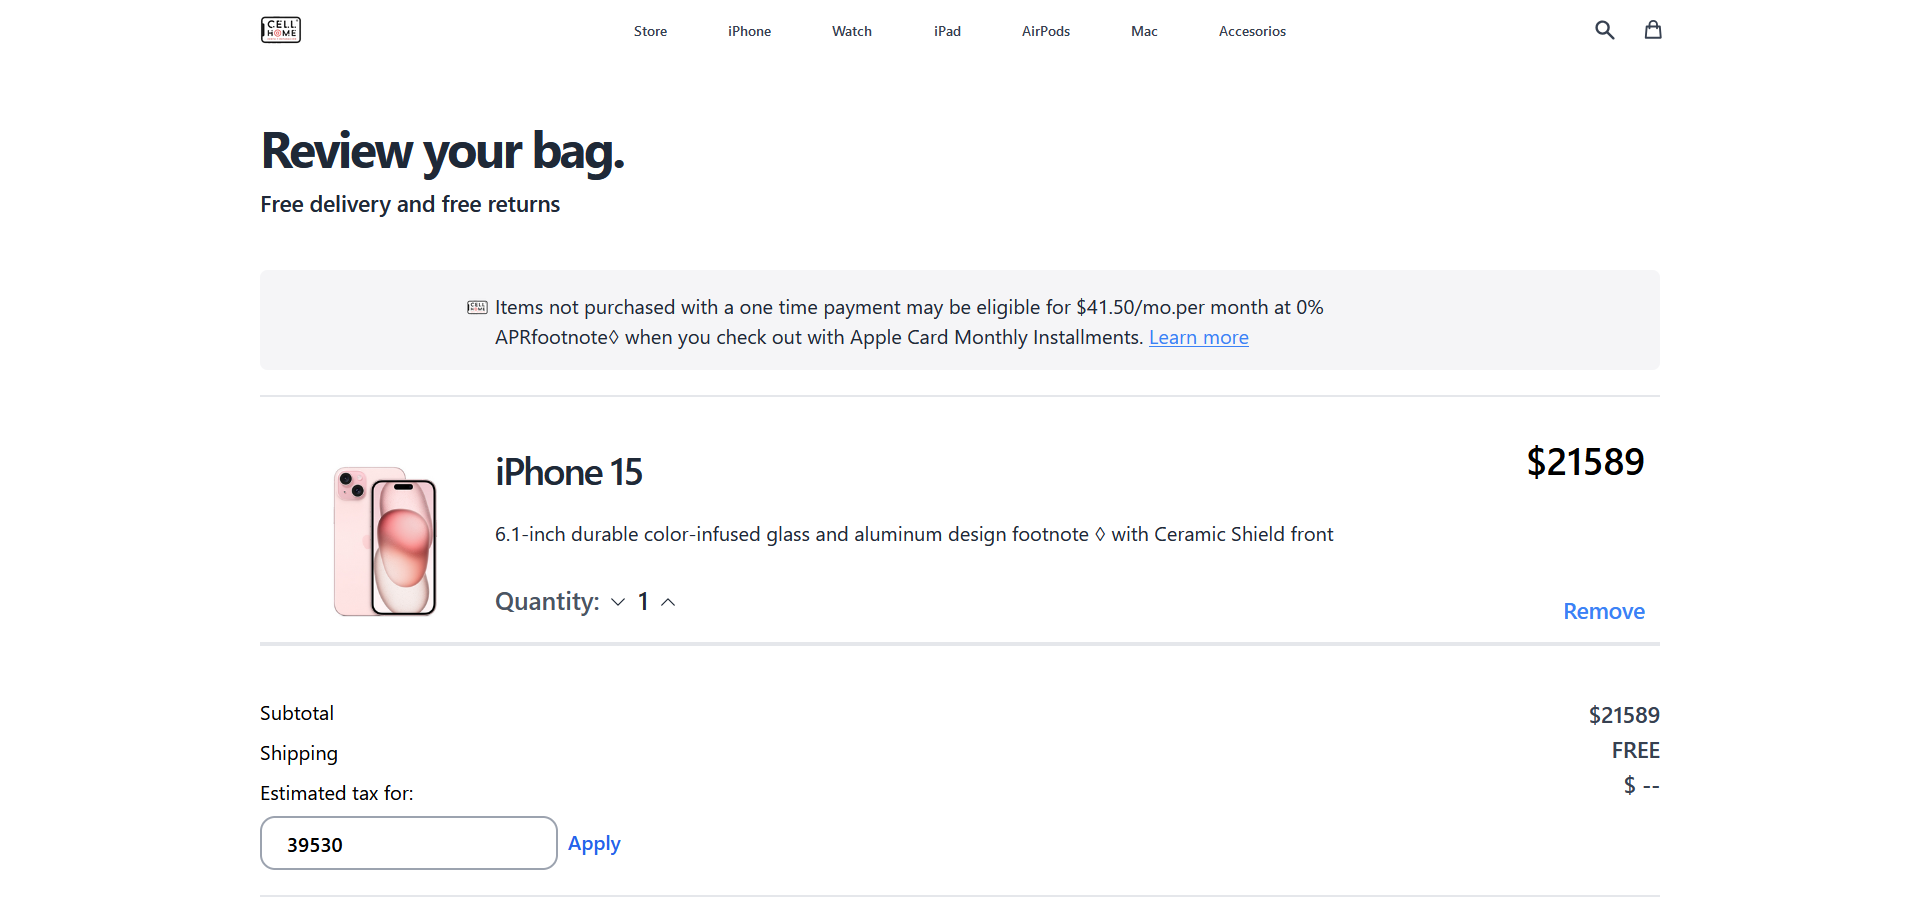 CELL HOME
Store iPhone Watch iPad AirPods Mac Accesorios
Review your bag.
Free delivery and free returns
Items not purchased with a one time payment may be eligible for $41.50/mo.per month at 0%
APRfootnote◊ when you check out with Apple Card Monthly Installments. Learn more
iPhone 15
$21589
6.1-inch durable color-infused glass and aluminum design footnote ◊ with Ceramic Shield front
Quantity: 1
Remove
Subtotal $21589
Shipping FREE
Estimated tax for: $ --
39530 Apply